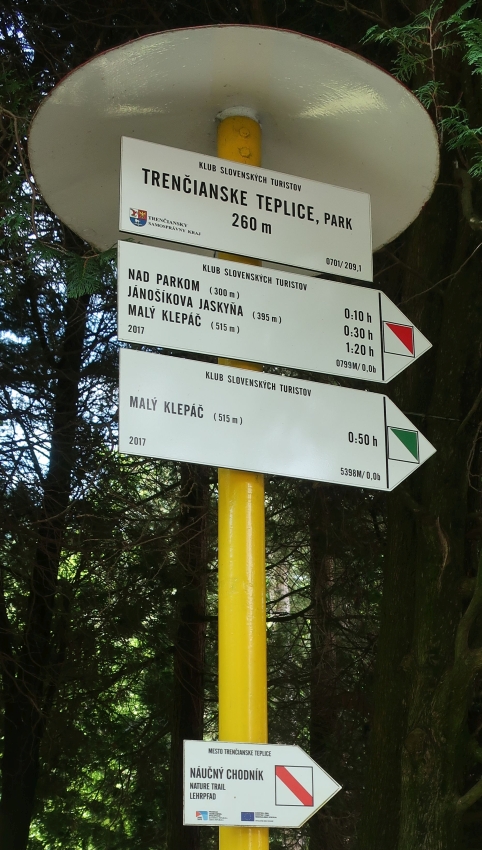 KLUB SLOVENSKÝCH TURISTOV
TRENČIANSKE TEPLICE, PARK
260 m
TRENČIANSKY
SAMOSPRÁVNY KRAJ
0701/209,1
KLUB SLOVENSKÝCH TURISTOV
NAD PARKOM (300 m) 0:10 h
JÁNOŠÍKOVA JASKYŇA (395 m) 0:30 h
MALÝ KLEPÁČ (515 m) 1:20 h
2017 0799M/0,0b
KLUB SLOVENSKÝCH TURISTOV
MALÝ KLEPÁČ (515 m) 0:50 h
2017 5398M/0,0b
MESTO TRENČIANSKE TEPLICE
NÁUČNÝ CHODNÍK
NATURE TRAIL
LEHRPFAD